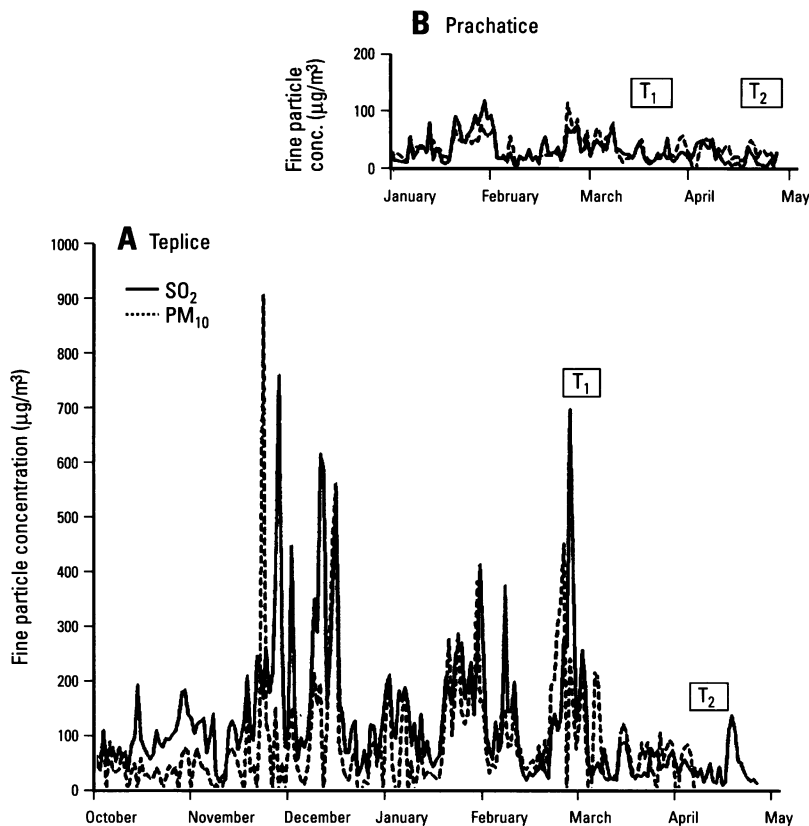 B Prachatice
Fine particle
conc. (μg/m³)
200
100
0
T₁
T₂
January February March April May
A Teplice
SO₂
PM₁₀
Fine particle concentration (μg/m³)
1000
900
800
700
600
500
400
300
200
100
0
T₁
T₂
October November December January February March April May